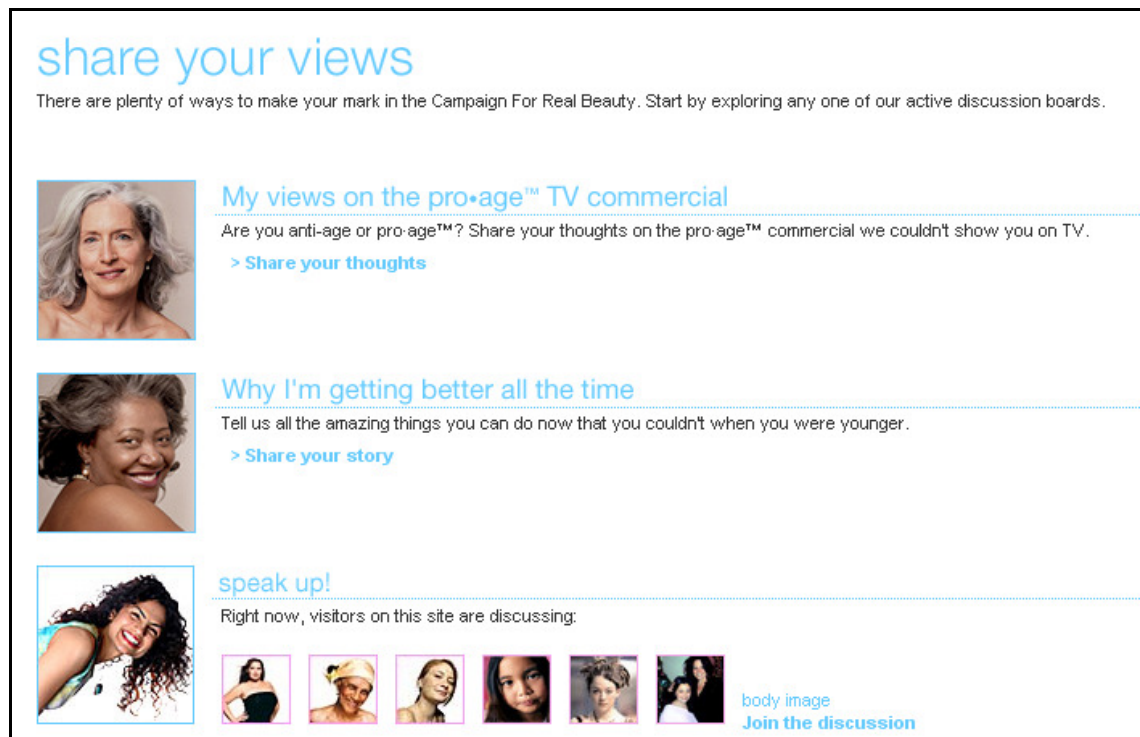 share your views
There are plenty of ways to make your mark in the Campaign For Real Beauty. Start by exploring any one of our active discussion boards.
My views on the pro•age™ TV commercial
Are you anti-age or pro·age™? Share your thoughts on the pro·age™ commercial we couldn't show you on TV.
> Share your thoughts
Why I'm getting better all the time
Tell us all the amazing things you can do now that you couldn't when you were younger.
> Share your story
speak up!
Right now, visitors on this site are discussing:
body image
Join the discussion